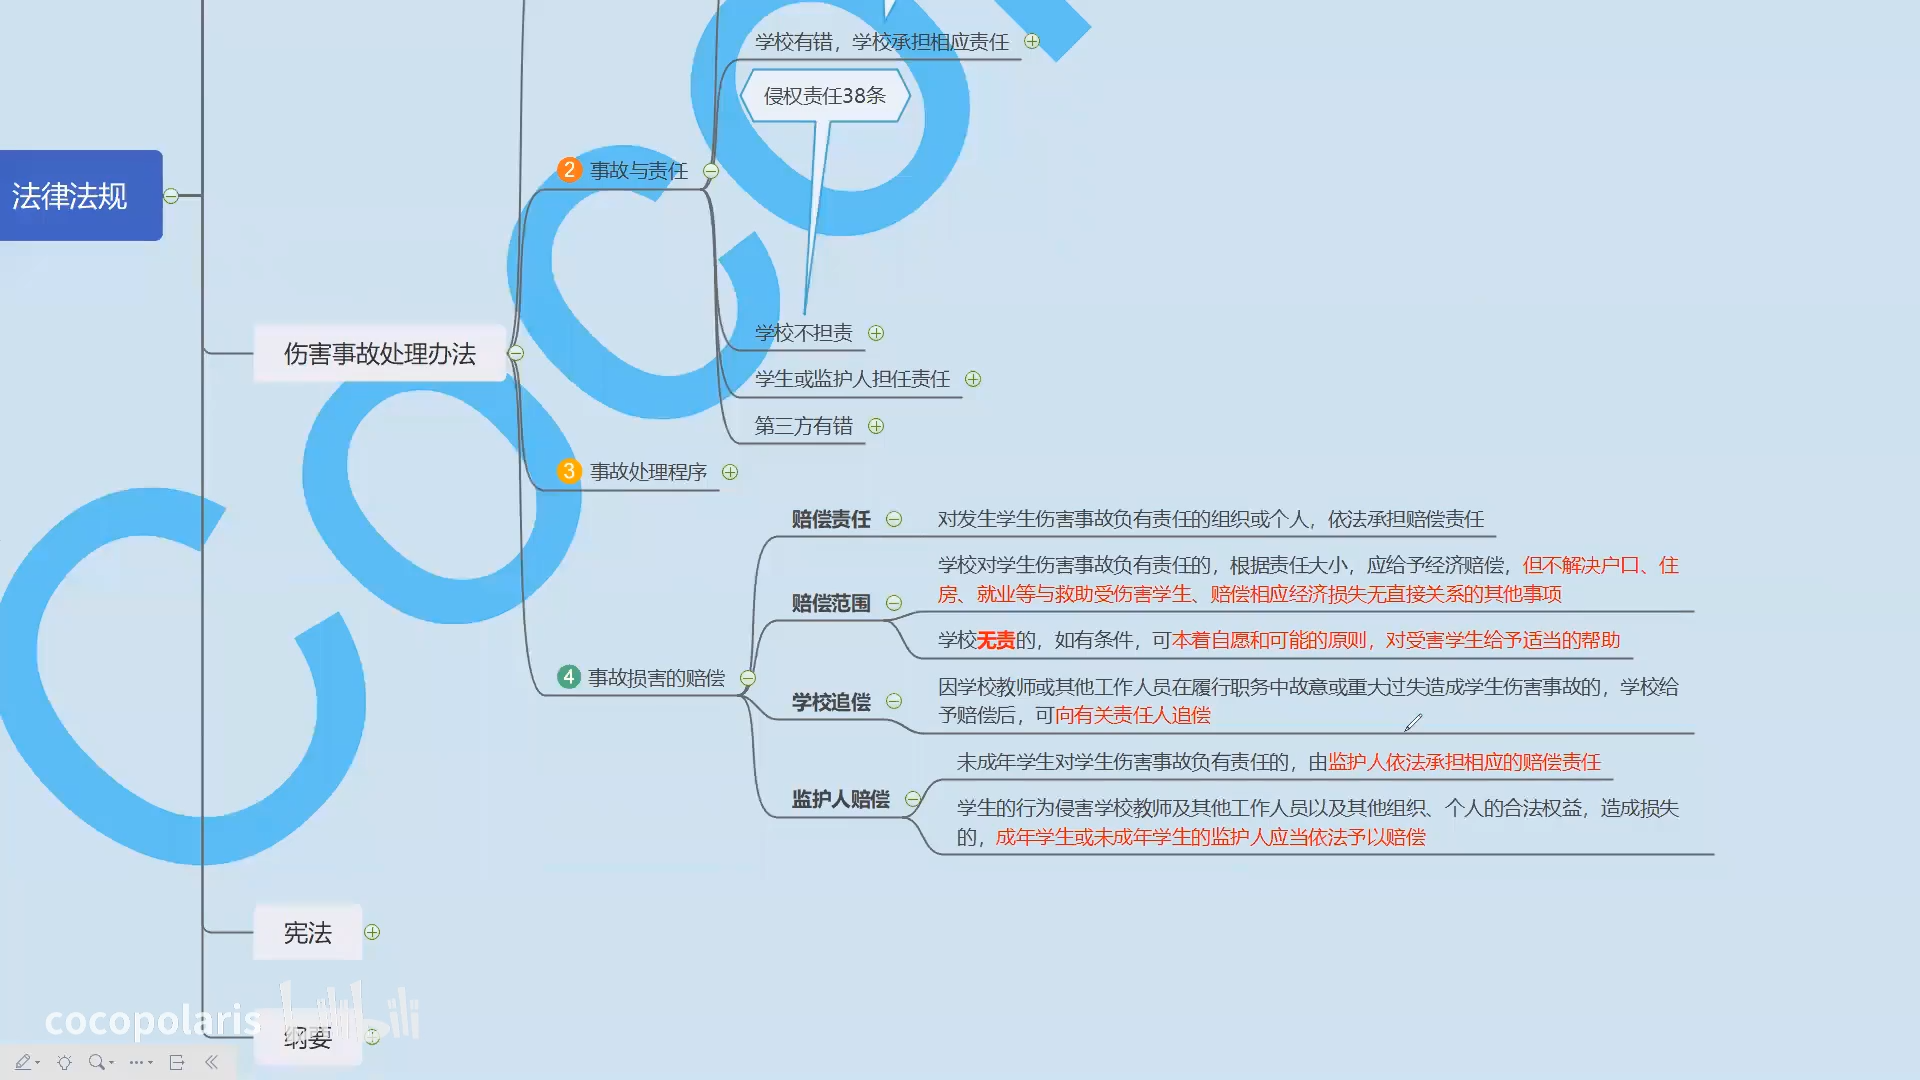 学校有错，学校承担相应责任
侵权责任38条
2 事故与责任
法律法规
学校不担责
伤害事故处理办法
学生或监护人担任责任
第三方有错
3 事故处理程序
赔偿责任
对发生学生伤害事故负有责任的组织或个人，依法承担赔偿责任
学校对学生伤害事故负有责任的，根据责任大小，应给予经济赔偿，但不解决户口、住
房、就业等与救助受伤害学生、赔偿相应经济损失无直接关系的其他事项
赔偿范围
学校无责的，如有条件，可本着自愿和可能的原则，对受害学生给予适当的帮助
4 事故损害的赔偿
学校追偿
因学校教师或其他工作人员在履行职务中故意或重大过失造成学生伤害事故的，学校给
予赔偿后，可向有关责任人追偿
未成年学生对学生伤害事故负有责任的，由监护人依法承担相应的赔偿责任
监护人赔偿
学生的行为侵害学校教师及其他工作人员以及其他组织、个人的合法权益，造成损失
的，成年学生或未成年学生的监护人应当依法予以赔偿
宪法
cocopolaris
纲要